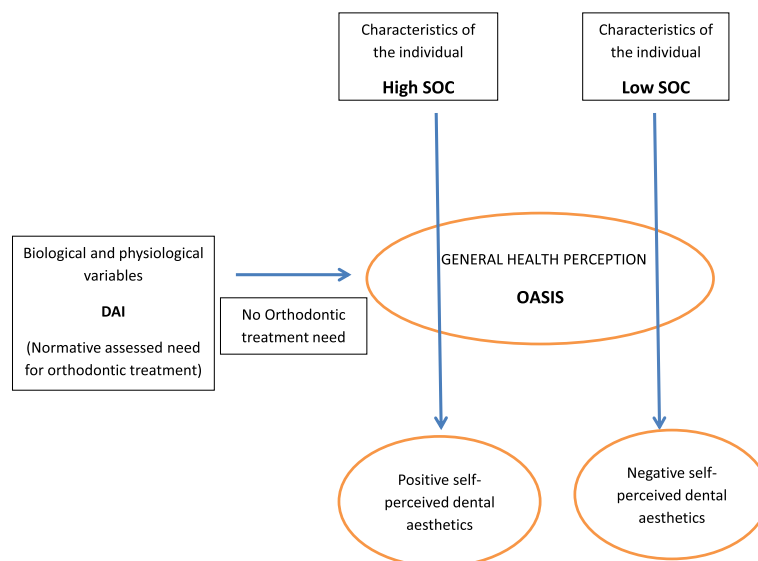 Characteristics of
the individual
High SOC
Characteristics of
the individual
Low SOC
Biological and physiological
variables
DAI
(Normative assessed need
for orthodontic treatment)
No Orthodontic
treatment need
GENERAL HEALTH PERCEPTION
OASIS
Positive self-
perceived dental
aesthetics
Negative self-
perceived dental
aesthetics